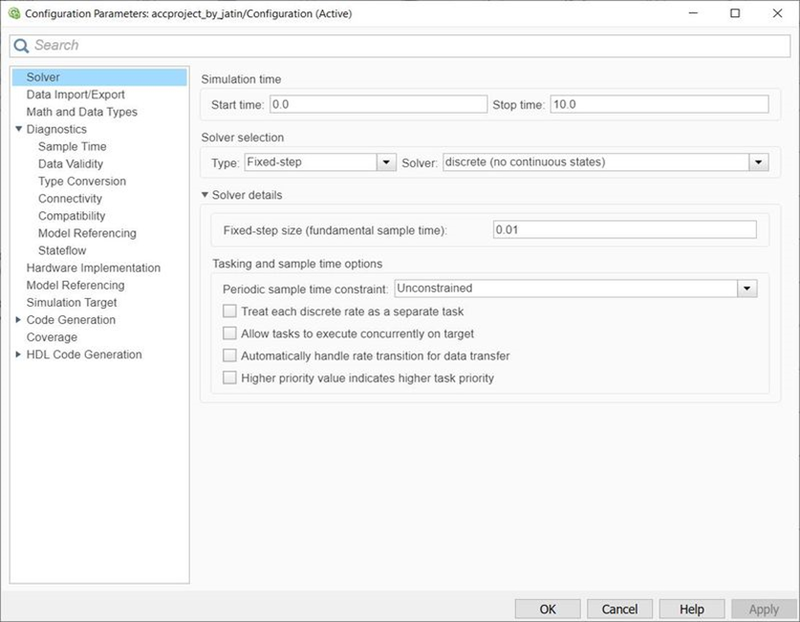 Configuration Parameters: accproject_by_jatin/Configuration (Active)
Search
Solver
Data Import/Export
Math and Data Types
Diagnostics
Sample Time
Data Validity
Type Conversion
Connectivity
Compatibility
Model Referencing
Stateflow
Hardware Implementation
Model Referencing
Simulation Target
Code Generation
Coverage
HDL Code Generation
Simulation time
Start time: 0.0 Stop time: 10.0
Solver selection
Type: Fixed-step Solver: discrete (no continuous states)
Solver details
Fixed-step size (fundamental sample time): 0.01
Tasking and sample time options
Periodic sample time constraint: Unconstrained
Treat each discrete rate as a separate task
Allow tasks to execute concurrently on target
Automatically handle rate transition for data transfer
Higher priority value indicates higher task priority
OK Cancel Help Apply